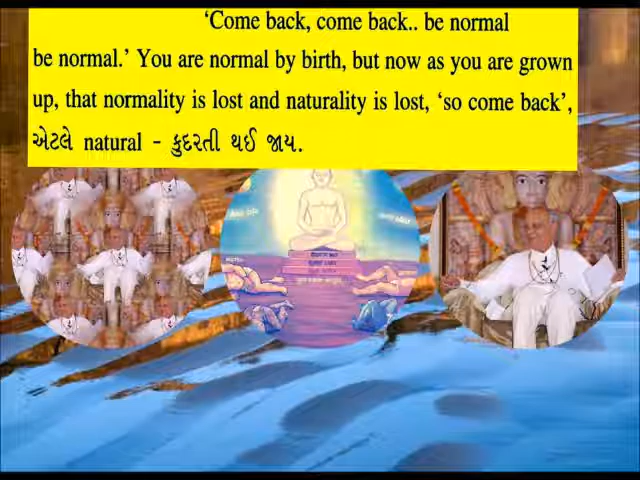 ‘Come back, come back.. be normal
be normal.’ You are normal by birth, but now as you are grown
up, that normality is lost and naturality is lost, ‘so come back’,
એટલે natural - કુદરતી થઈ જાય.